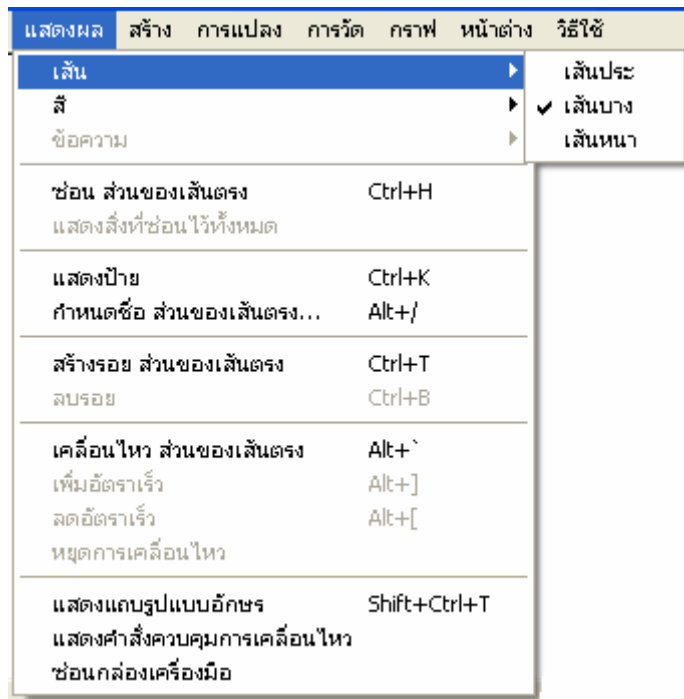 แสดงผล สร้าง การแปลง การวัด กราฟ หน้าต่าง วิธีใช้
เส้น
สี
ข้อความ
เส้นประ
เส้นบาง
เส้นหนา
ซ่อน ส่วนของเส้นตรง Ctrl+H
แสดงสิ่งที่ซ่อนไว้ทั้งหมด
แสดงป้าย Ctrl+K
กำหนดชื่อ ส่วนของเส้นตรง... Alt+/
สร้างรอย ส่วนของเส้นตรง Ctrl+T
ลบรอย Ctrl+B
เคลื่อนไหว ส่วนของเส้นตรง Alt+`
เพิ่มอัตราเร็ว Alt+]
ลดอัตราเร็ว Alt+[
หยุดการเคลื่อนไหว
แสดงแถบรูปแบบอักษร Shift+Ctrl+T
แสดงคำสั่งควบคุมการเคลื่อนไหว
ซ่อนกล่องเครื่องมือ